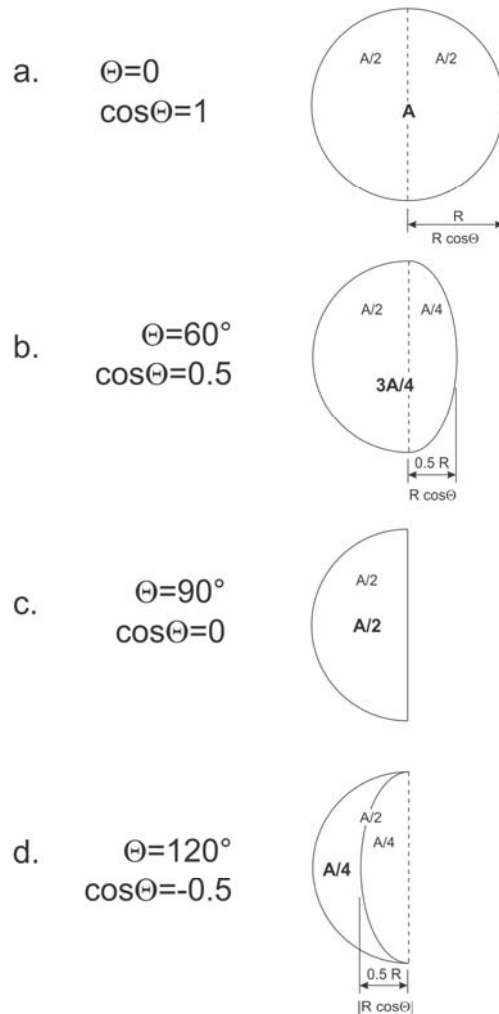 a.
Θ=0
cosΘ=1
A/2
A/2
A
R
R cosΘ
b.
Θ=60°
cosΘ=0.5
A/2
A/4
3A/4
0.5 R
R cosΘ
c.
Θ=90°
cosΘ=0
A/2
A/2
d.
Θ=120°
cosΘ=-0.5
A/2
A/4
A/4
0.5 R
|R cosΘ|